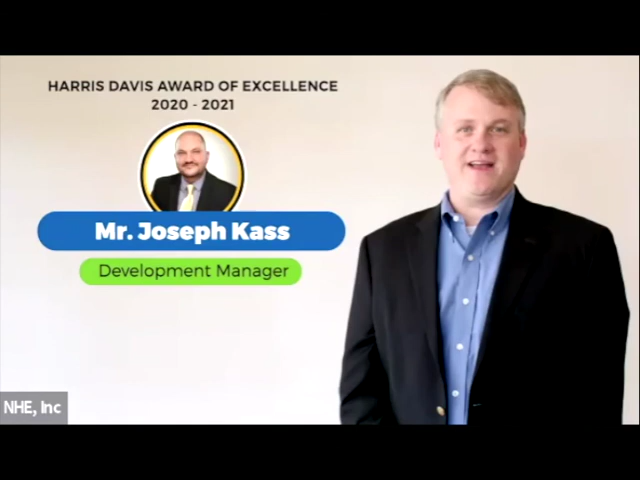 HARRIS DAVIS AWARD OF EXCELLENCE
2020 - 2021
Mr. Joseph Kass
Development Manager
NHE, Inc